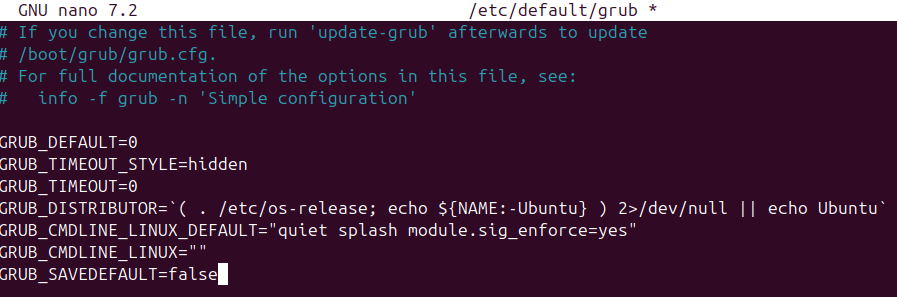 GNU nano 7.2 /etc/default/grub *
# If you change this file, run 'update-grub' afterwards to update
# /boot/grub/grub.cfg.
# For full documentation of the options in this file, see:
#   info -f grub -n 'Simple configuration'
GRUB_DEFAULT=0
GRUB_TIMEOUT_STYLE=hidden
GRUB_TIMEOUT=0
GRUB_DISTRIBUTOR=`( . /etc/os-release; echo ${NAME:-Ubuntu} ) 2>/dev/null || echo Ubuntu`
GRUB_CMDLINE_LINUX_DEFAULT="quiet splash module.sig_enforce=yes"
GRUB_CMDLINE_LINUX=""
GRUB_SAVEDEFAULT=false